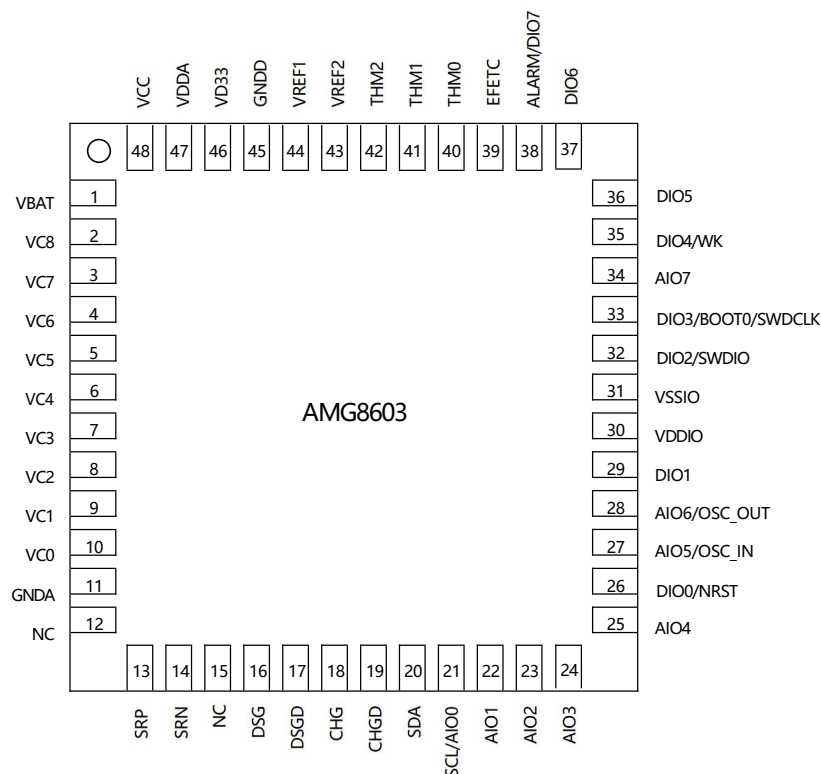 VCC VDDA VD33 GNDD VREF1 VREF2 THM2 THM1 THM0 EFETC ALARM/DIO7 DIO6
48 47 46 45 44 43 42 41 40 39 38 37
VBAT 1 36 DIO5
VC8 2 35 DIO4/WK
VC7 3 34 AIO7
VC6 4 33 DIO3/BOOT0/SWDCLK
VC5 5 32 DIO2/SWDIO
VC4 6 31 VSSIO
AMG8603
VC3 7 30 VDDIO
VC2 8 29 DIO1
VC1 9 28 AIO6/OSC_OUT
VC0 10 27 AIO5/OSC_IN
GNDA 11 26 DIO0/NRST
NC 12 25 AIO4
13 14 15 16 17 18 19 20 21 22 23 24
SRP SRN NC DSG DSGD CHG CHGD SDA SCL/AIO0 AIO1 AIO2 AIO3